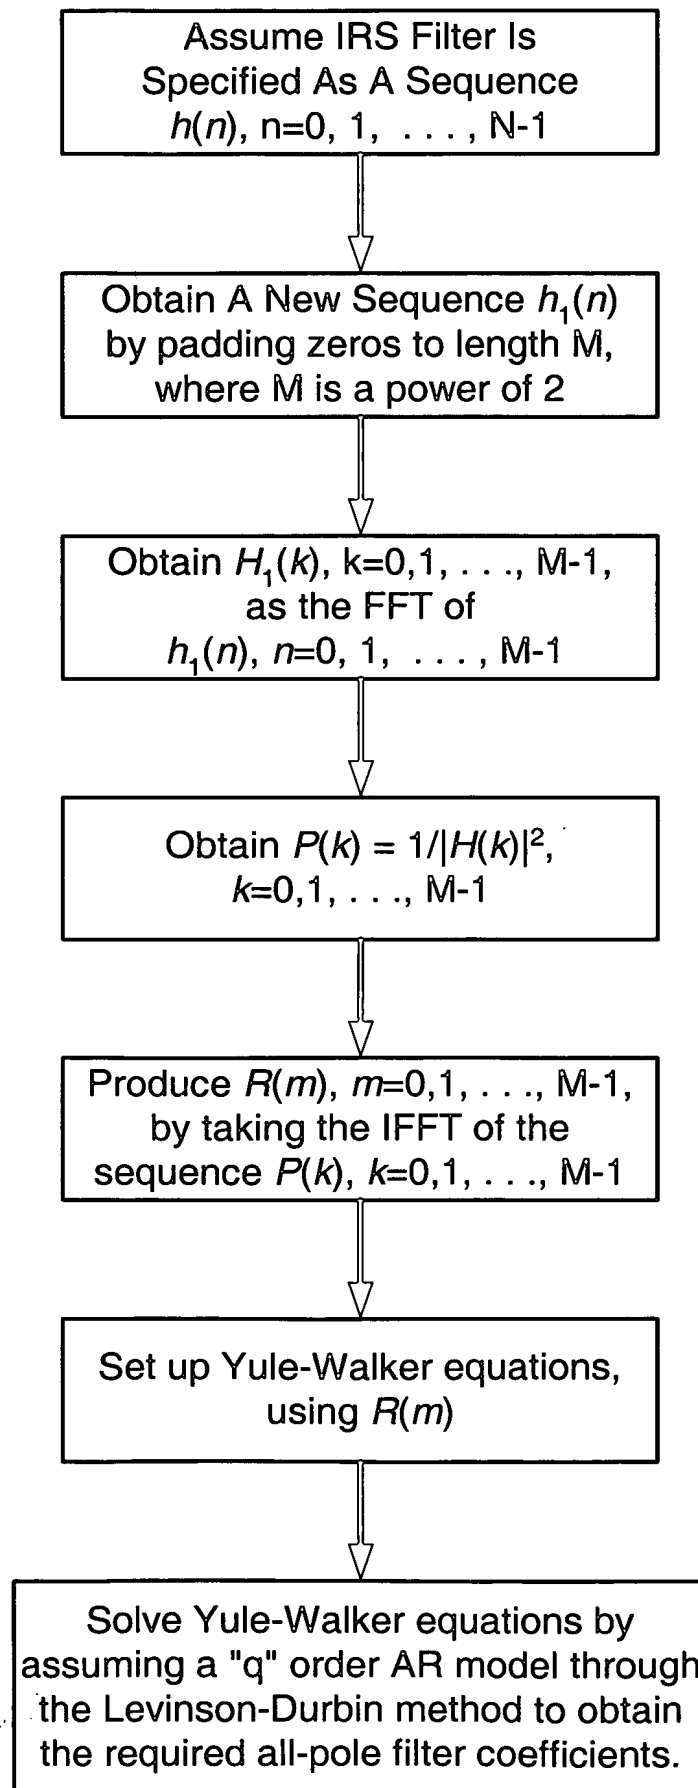 Assume IRS Filter Is
Specified As A Sequence
h(n), n=0, 1, . . ., N-1
Obtain A New Sequence h₁(n)
by padding zeros to length M,
where M is a power of 2
Obtain H₁(k), k=0,1, . . ., M-1,
as the FFT of
h₁(n), n=0, 1, . . ., M-1
Obtain P(k) = 1/|H(k)|²,
k=0,1, . . ., M-1
Produce R(m), m=0,1, . . ., M-1,
by taking the IFFT of the
sequence P(k), k=0,1, . . ., M-1
Set up Yule-Walker equations,
using R(m)
Solve Yule-Walker equations by
assuming a "q" order AR model through
the Levinson-Durbin method to obtain
the required all-pole filter coefficients.